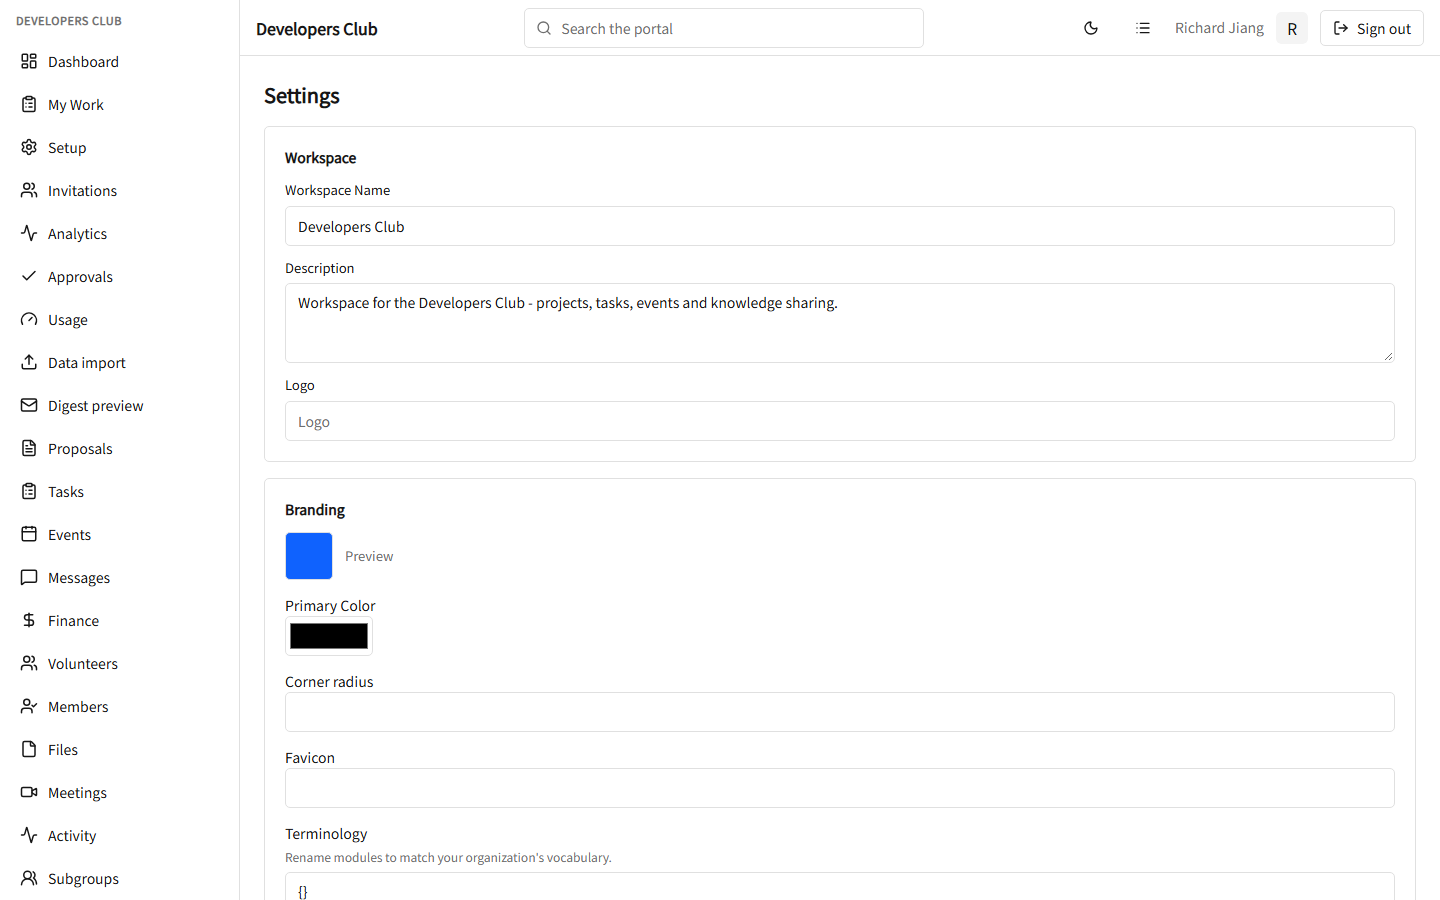 DEVELOPERS CLUB
Dashboard
My Work
Setup
Invitations
Analytics
Approvals
Usage
Data import
Digest preview
Proposals
Tasks
Events
Messages
Finance
Volunteers
Members
Files
Meetings
Activity
Subgroups
Developers Club
Search the portal
Richard Jiang
R
Sign out
Settings
Workspace
Workspace Name
Developers Club
Description
Workspace for the Developers Club - projects, tasks, events and knowledge sharing.
Logo
Logo
Branding
Preview
Primary Color
Corner radius
Favicon
Terminology
Rename modules to match your organization's vocabulary.
{}